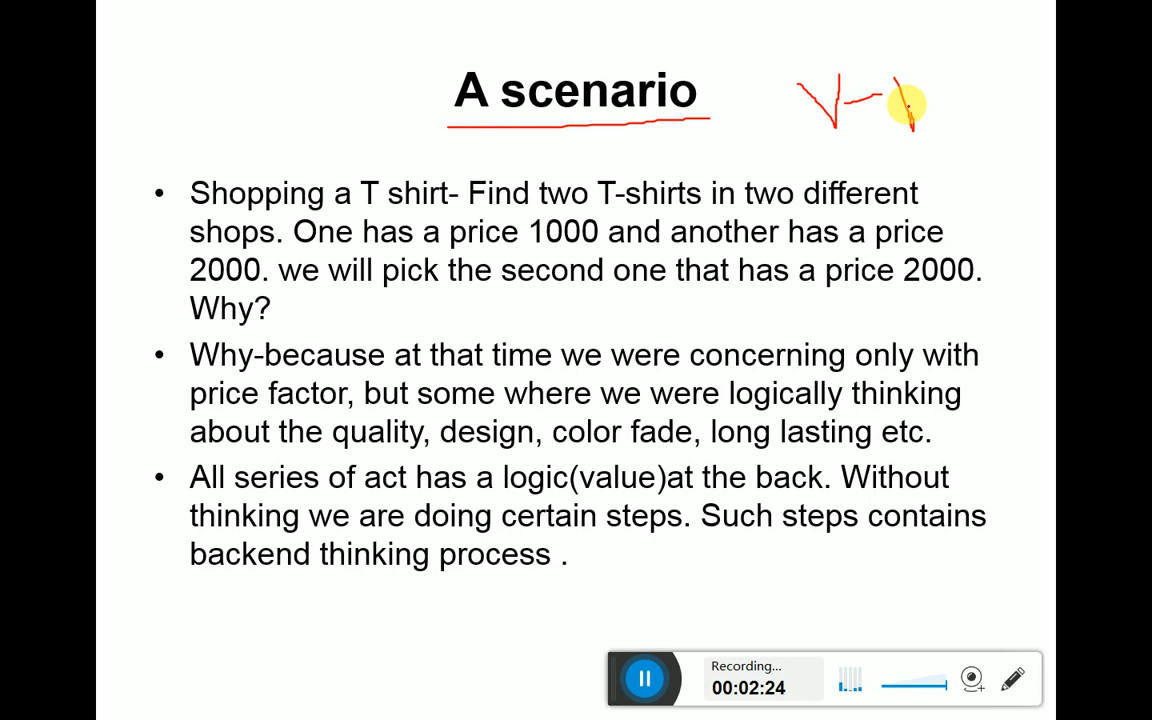 A scenario
V-
• Shopping a T shirt- Find two T-shirts in two different
shops. One has a price 1000 and another has a price
2000. we will pick the second one that has a price 2000.
Why?
• Why-because at that time we were concerning only with
price factor, but some where we were logically thinking
about the quality, design, color fade, long lasting etc.
• All series of act has a logic(value)at the back. Without
thinking we are doing certain steps. Such steps contains
backend thinking process .
Recording...
00:02:24